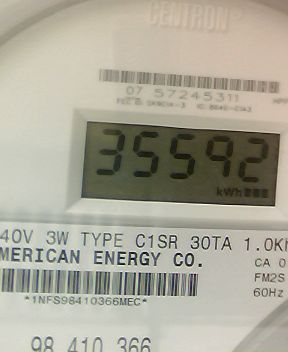 CENTRON®
07 57245311
35592
kWh
40V 3W TYPE C1SR 30TA 1.0Kh
MERICAN ENERGY CO.
CA 0
FM2S
60Hz
*1NFS98410366MEC*
98 410 366